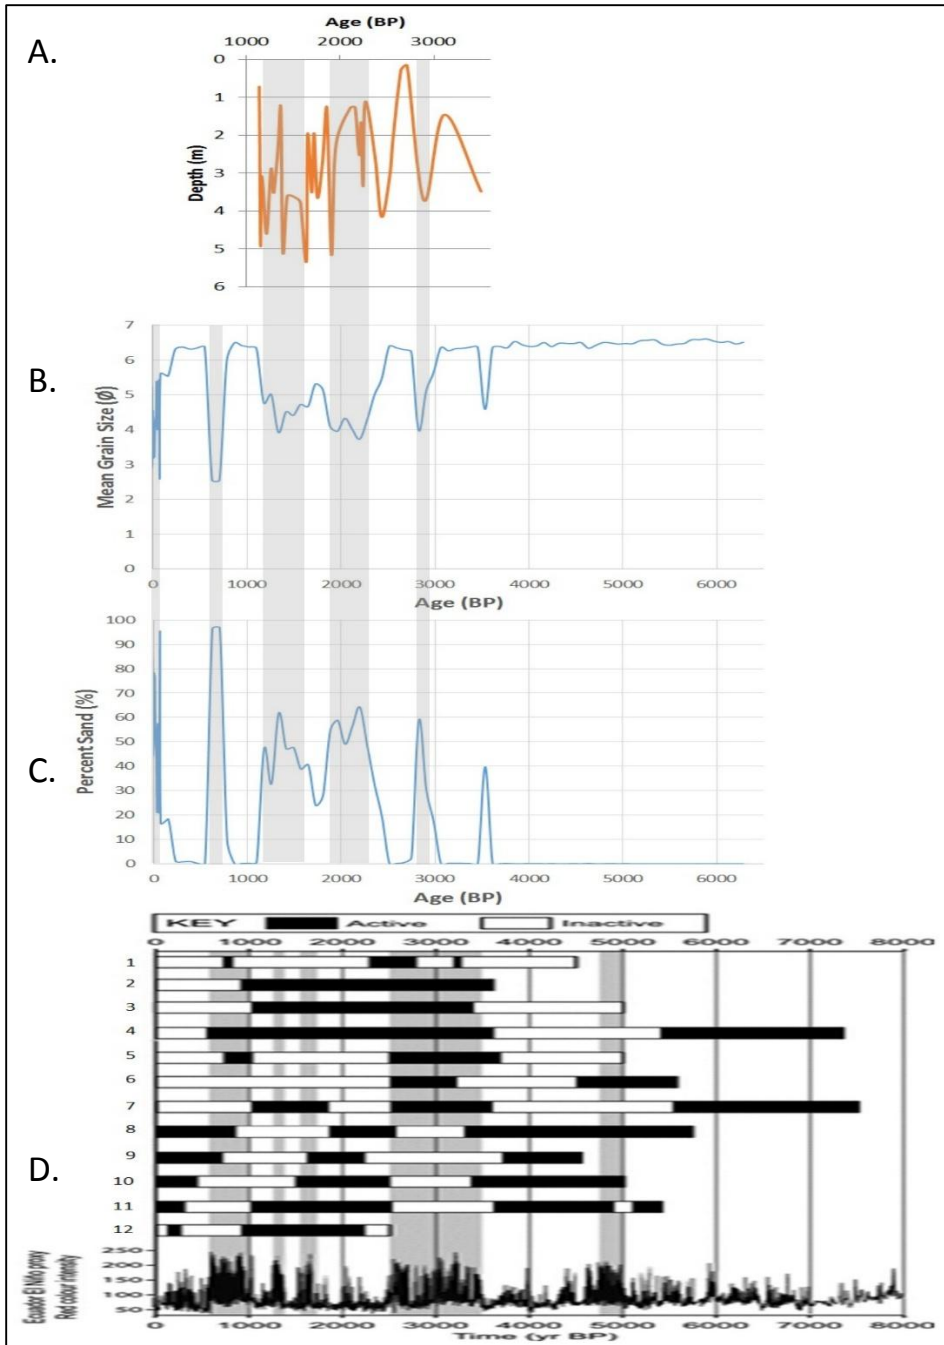 A.
Age (BP)
1000 2000 3000
Depth (m)
0
1
2
3
4
5
6
B.
Mean Grain Size (Ø)
7
6
5
4
3
2
1
0
0 1000 2000 3000 4000 5000 6000
Age (BP)
C.
Percent Sand (%)
100
90
80
70
60
50
40
30
20
10
0
0 1000 2000 3000 4000 5000 6000
Age (BP)
D.
KEY Active Inactive
0 1000 2000 3000 4000 5000 6000 7000 8000
1
2
3
4
5
6
7
8
9
10
11
12
Ecuador El Niño proxy
Red colour intensity
250
200
150
100
50
0 1000 2000 3000 4000 5000 6000 7000 8000
Time (yr BP)